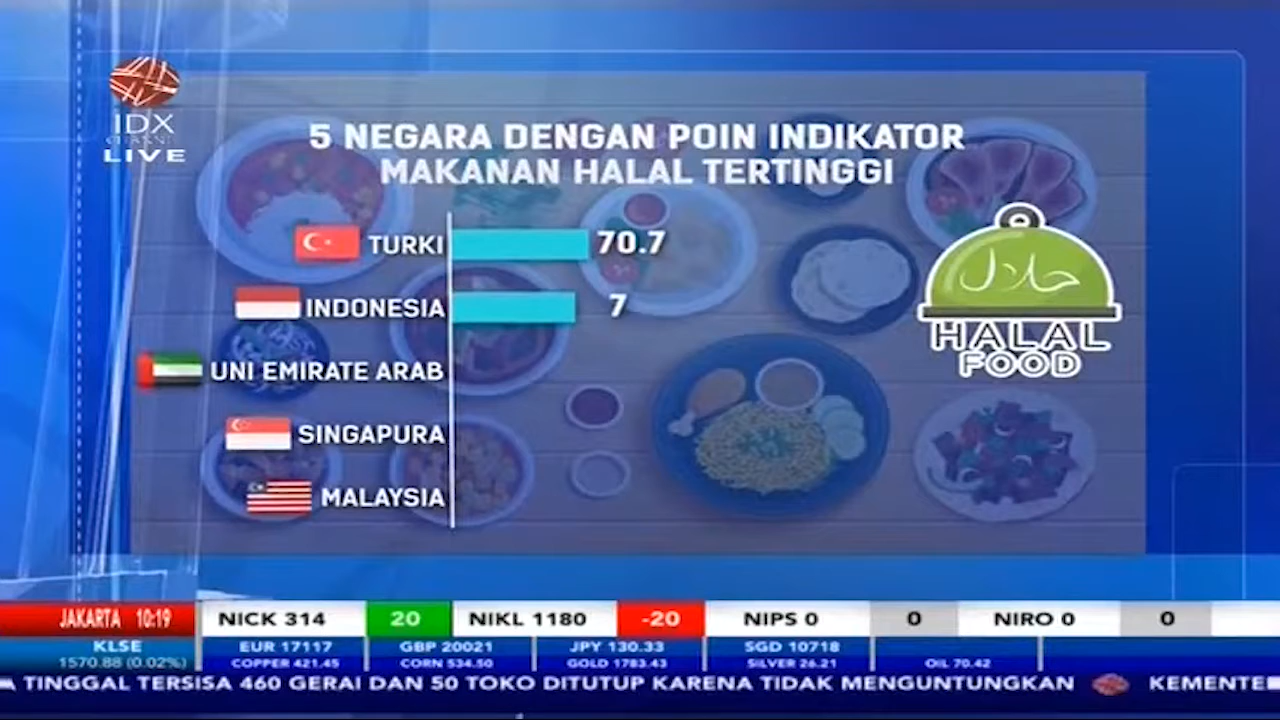 IDX
CHANNEL
LIVE
5 NEGARA DENGAN POIN INDIKATOR
MAKANAN HALAL TERTINGGI
TURKI 70.7
INDONESIA 7
UNI EMIRATE ARAB
SINGAPURA
MALAYSIA
حلال
HALAL
FOOD
JAKARTA 10:19 NICK 314 20 NIKL 1180 -20 NIPS 0 0 NIRO 0 0
KLSE EUR 17117 GBP 20021 JPY 130.33 SGD 10718
1570.88 (0.02%) COPPER 421.45 CORN 534.50 GOLD 1783.43 SILVER 26.21 OIL 70.42
TINGGAL TERSISA 460 GERAI DAN 50 TOKO DITUTUP KARENA TIDAK MENGUNTUNGKAN KEMENTE